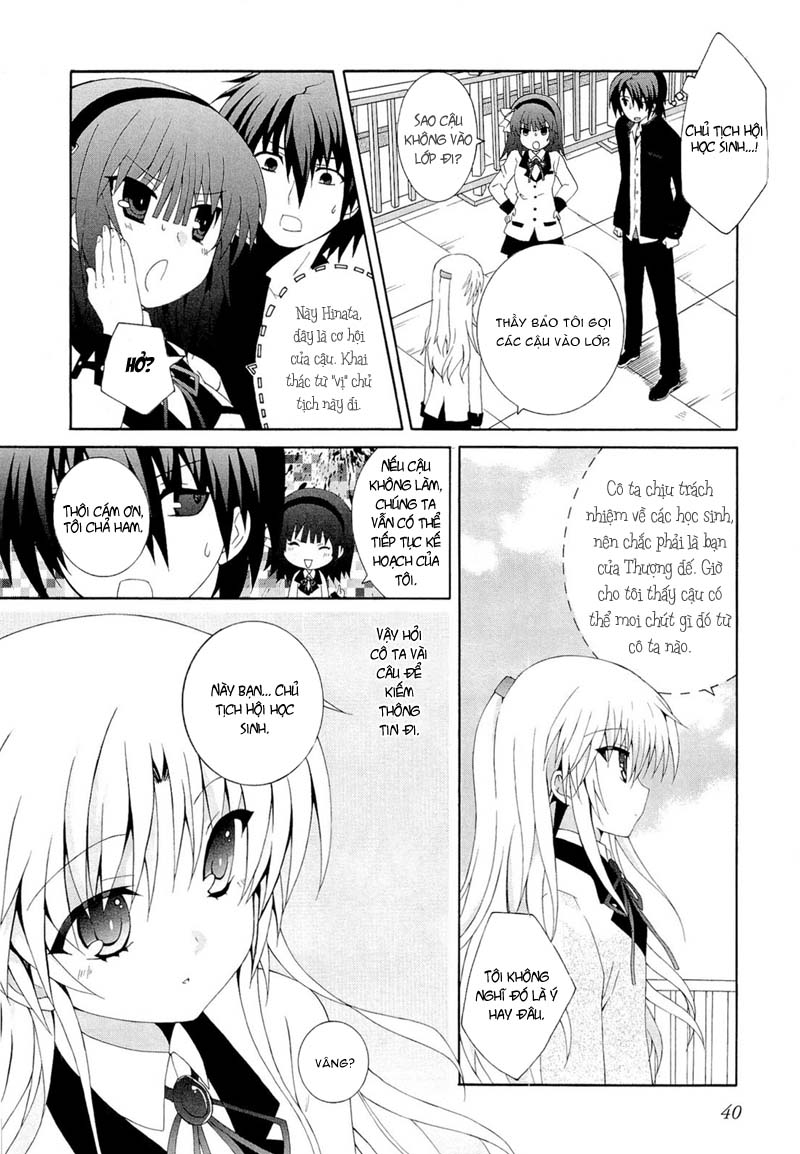 CHỦ TỊCH HỘI
HỌC SINH...!
SAO CẬU
KHÔNG VÀO
LỚP ĐI?
THẦY BẢO TÔI GỌI
CÁC CẬU VÀO LỚP.
Này Hinata,
đây là cơ hội
của cậu. Khai
thác từ "vị" chủ
tịch này đi.
HỞ?
Cô ta chịu trách
nhiệm về các học sinh,
nên chắc phải là bạn
của Thượng đế. Giờ
cho tôi thấy cậu có
thể moi chút gì đó từ
cô ta nào.
TÔI KHÔNG
NGHĨ ĐÓ LÀ Ý
HAY ĐÂU.
NẾU CẬU
KHÔNG LÀM,
CHÚNG TA
VẪN CÓ THỂ
TIẾP TỤC KẾ
HOẠCH CỦA
TÔI.
THÔI CÁM ƠN,
TÔI CHẢ HAM.
VẬY HỎI
CÔ TA VÀI
CÂU ĐỂ
KIẾM
THÔNG
TIN ĐI.
NÀY BẠN... CHỦ
TỊCH HỘI HỌC
SINH.
VÂNG?
40